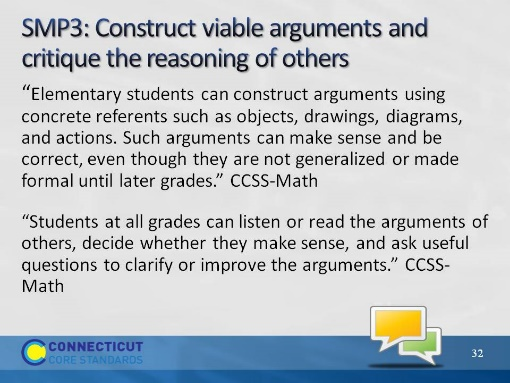 SMP3: Construct viable arguments and
critique the reasoning of others
“Elementary students can construct arguments using
concrete referents such as objects, drawings, diagrams,
and actions. Such arguments can make sense and be
correct, even though they are not generalized or made
formal until later grades.” CCSS-Math
“Students at all grades can listen or read the arguments of
others, decide whether they make sense, and ask useful
questions to clarify or improve the arguments.” CCSS-
Math
CONNECTICUT
CORE STANDARDS
32